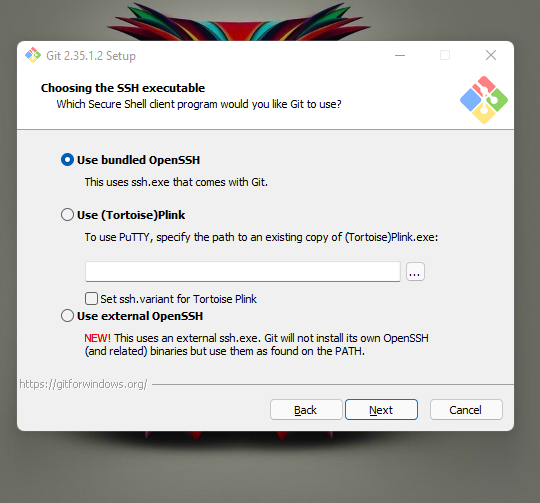 Git 2.35.1.2 Setup
Choosing the SSH executable
Which Secure Shell client program would you like Git to use?
Use bundled OpenSSH
This uses ssh.exe that comes with Git.
Use (Tortoise)Plink
To use PuTTY, specify the path to an existing copy of (Tortoise)Plink.exe:
...
Set ssh.variant for Tortoise Plink
Use external OpenSSH
NEW! This uses an external ssh.exe. Git will not install its own OpenSSH
(and related) binaries but use them as found on the PATH.
https://gitforwindows.org/
Back Next Cancel